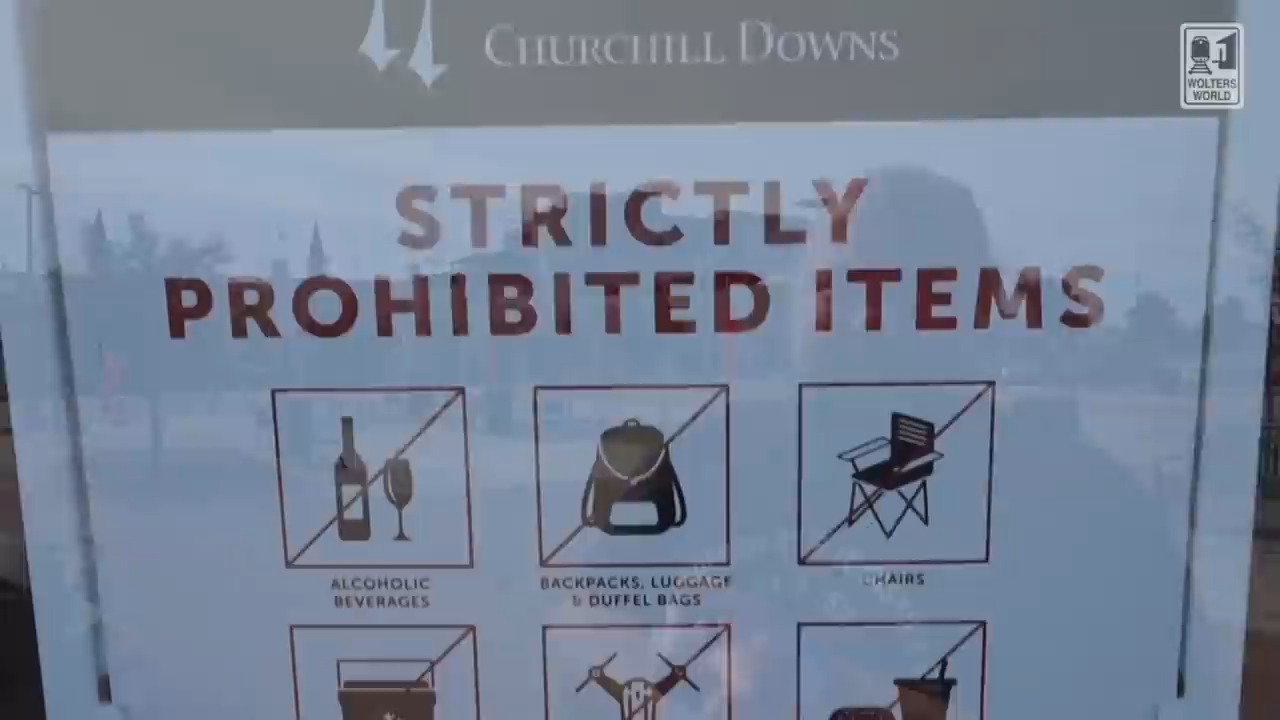 CHURCHILL DOWNS
WOLTERS
WORLD
STRICTLY
PROHIBITED ITEMS
ALCOHOLIC
BEVERAGES
BACKPACKS, LUGGAGE
& DUFFEL BAGS
CHAIRS